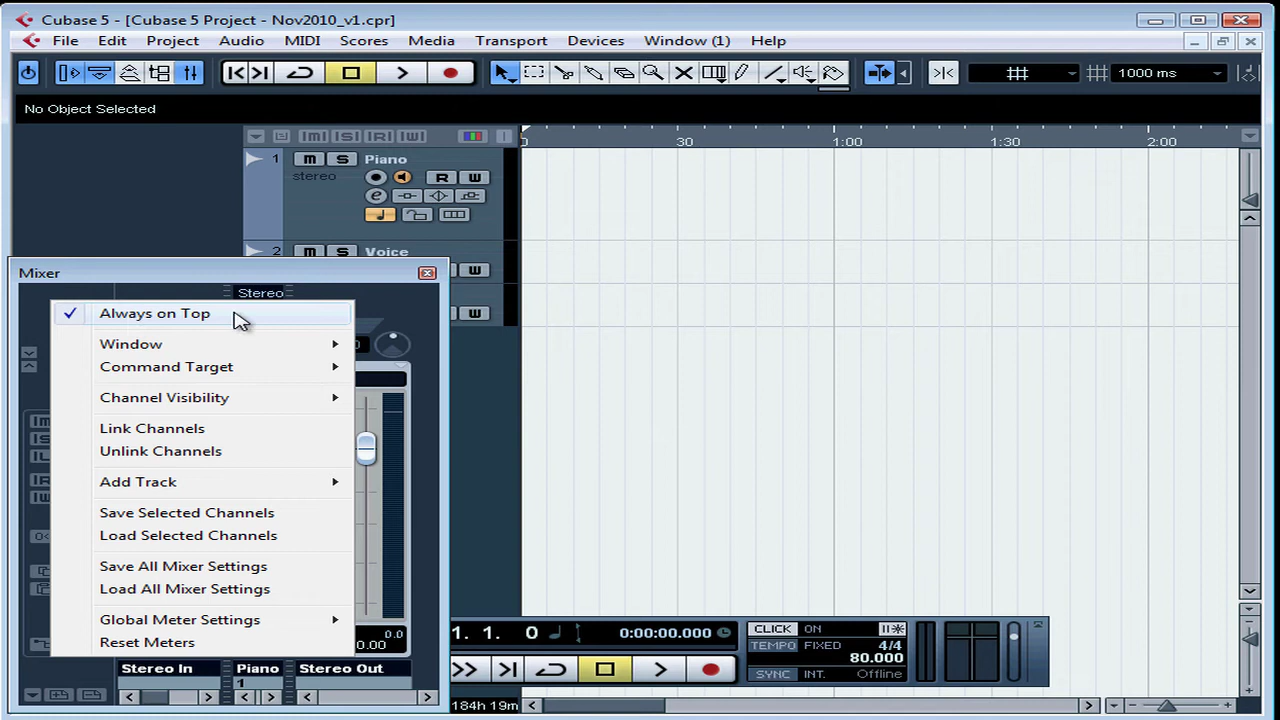 Cubase 5 - [Cubase 5 Project - Nov2010_v1.cpr]
File Edit Project Audio MIDI Scores Media Transport Devices Window (1) Help
1000 ms
No Object Selected
M S R W
30 1:00 1:30 2:00
1 m S Piano
stereo
R W
e
2 m S Voice
W
W
Mixer
Stereo
Always on Top
Window
Command Target
Channel Visibility
Link Channels
Unlink Channels
Add Track
Save Selected Channels
Load Selected Channels
Save All Mixer Settings
Load All Mixer Settings
Global Meter Settings
Reset Meters
0.0
0.00
Stereo In Piano Stereo Out
1
1. 1. 0 0:00:00.000
CLICK ON
TEMPO FIXED 4/4
80.000
SYNC INT. Offline
184h 19m